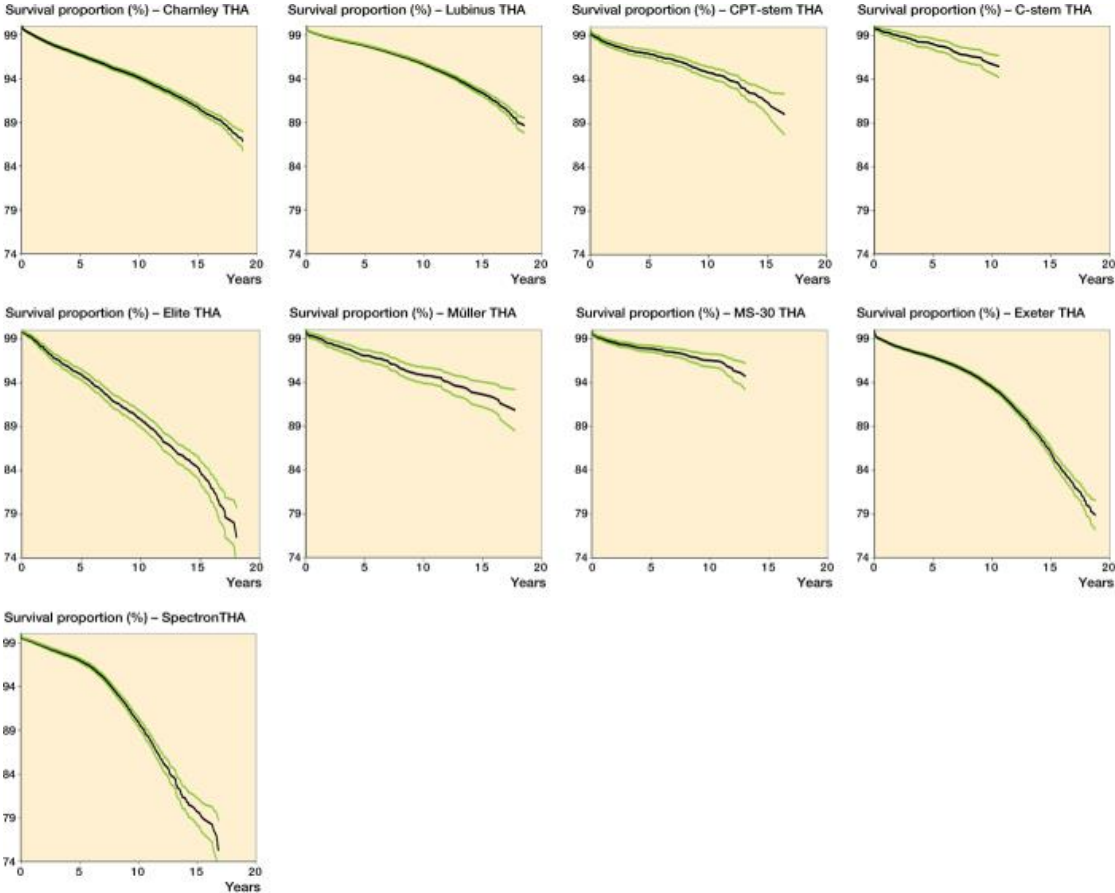 Survival proportion (%) – Charnley THA
99
94
89
84
79
74
0 5 10 15 20
Years
Survival proportion (%) – Lubinus THA
99
94
89
84
79
74
0 5 10 15 20
Years
Survival proportion (%) – CPT-stem THA
99
94
89
84
79
74
0 5 10 15 20
Years
Survival proportion (%) – C-stem THA
99
94
89
84
79
74
0 5 10 15 20
Years
Survival proportion (%) – Elite THA
99
94
89
84
79
74
0 5 10 15 20
Years
Survival proportion (%) – Müller THA
99
94
89
84
79
74
0 5 10 15 20
Years
Survival proportion (%) – MS-30 THA
99
94
89
84
79
74
0 5 10 15 20
Years
Survival proportion (%) – Exeter THA
99
94
89
84
79
74
0 5 10 15 20
Years
Survival proportion (%) – SpectronTHA
99
94
89
84
79
74
0 5 10 15 20
Years